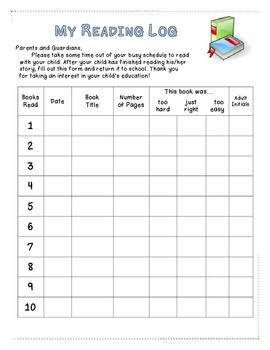 My Reading Log
Parents and Guardians,
Please take some time out of your busy schedule to read
with your child. After your child has finished reading his/her
story, fill out this form and return it to school. Thank you
for taking an interest in your child's education!
Books Read Date Book Title Number of Pages This book was... too hard just right too easy Adult Initials
1
2
3
4
5
6
7
8
9
10